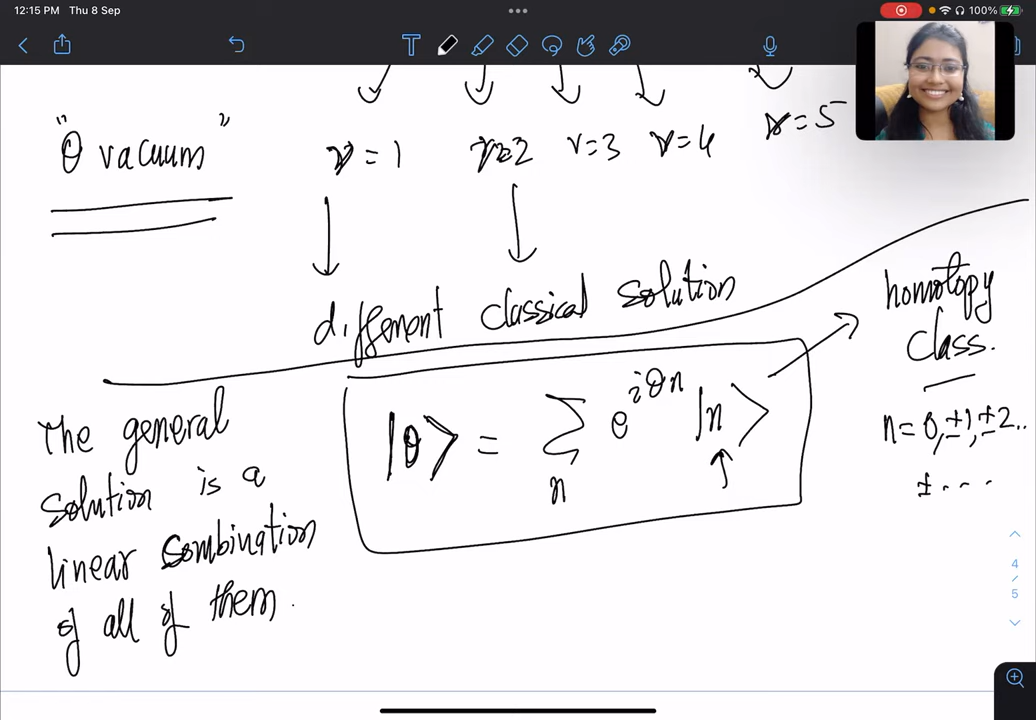 12:15 PM Thu 8 Sep
100%
T
"θ vacuum"
ν = 1
ν=2
ν=3
ν=4
ν=5
different classical solution
homotopy
class.
n = 0, ±1, ±2..
± ...
The general
solution is a
linear combination
of all of them.
|θ> = Σ_n e^{iθn} |n>
4
/
5